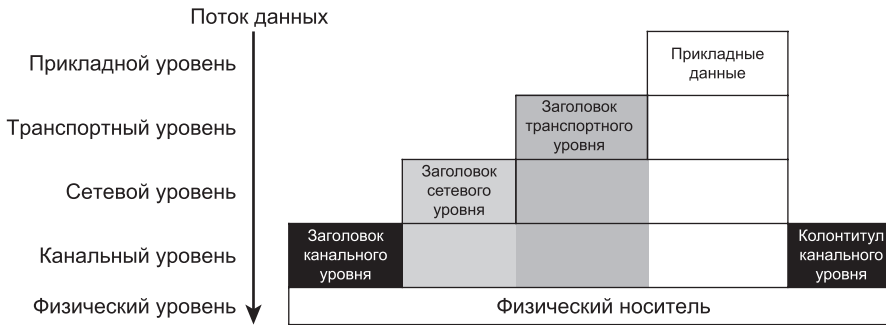 Поток данных
Прикладной уровень
Прикладные
данные
Транспортный уровень
Заголовок
транспортного
уровня
Сетевой уровень
Заголовок
сетевого
уровня
Канальный уровень
Заголовок
канального
уровня
Колонтитул
канального
уровня
Физический уровень
Физический носитель